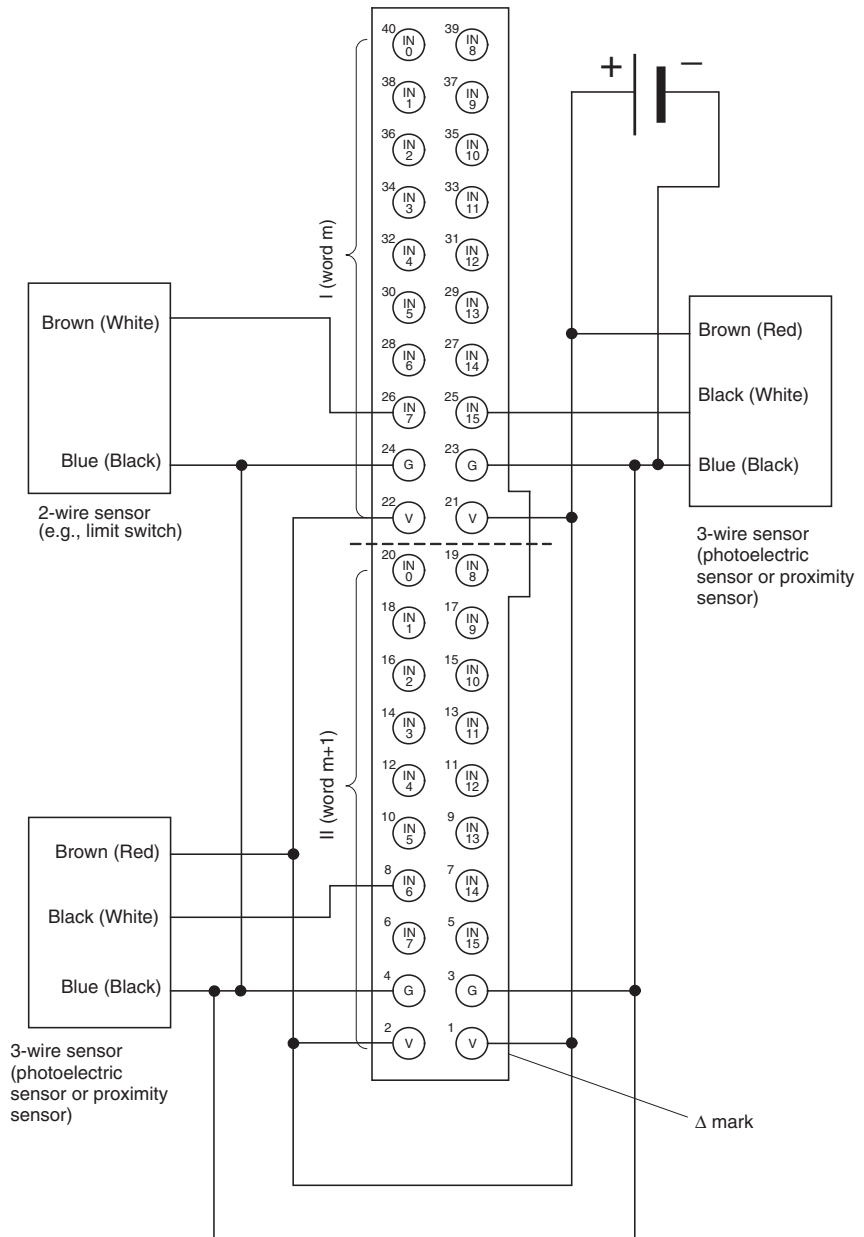 40 IN 0 39 IN 8
38 IN 1 37 IN 9
36 IN 2 35 IN 10
34 IN 3 33 IN 11
32 IN 4 31 IN 12
30 IN 5 29 IN 13
28 IN 6 27 IN 14
26 IN 7 25 IN 15
24 G 23 G
22 V 21 V
20 IN 0 19 IN 8
18 IN 1 17 IN 9
16 IN 2 15 IN 10
14 IN 3 13 IN 11
12 IN 4 11 IN 12
10 IN 5 9 IN 13
8 IN 6 7 IN 14
6 IN 7 5 IN 15
4 G 3 G
2 V 1 V
I (word m)
II (word m+1)
+ −
Brown (White)
Blue (Black)
2-wire sensor
(e.g., limit switch)
Brown (Red)
Black (White)
Blue (Black)
3-wire sensor
(photoelectric
sensor or proximity
sensor)
Brown (Red)
Black (White)
Blue (Black)
3-wire sensor
(photoelectric
sensor or proximity
sensor)
Δ mark